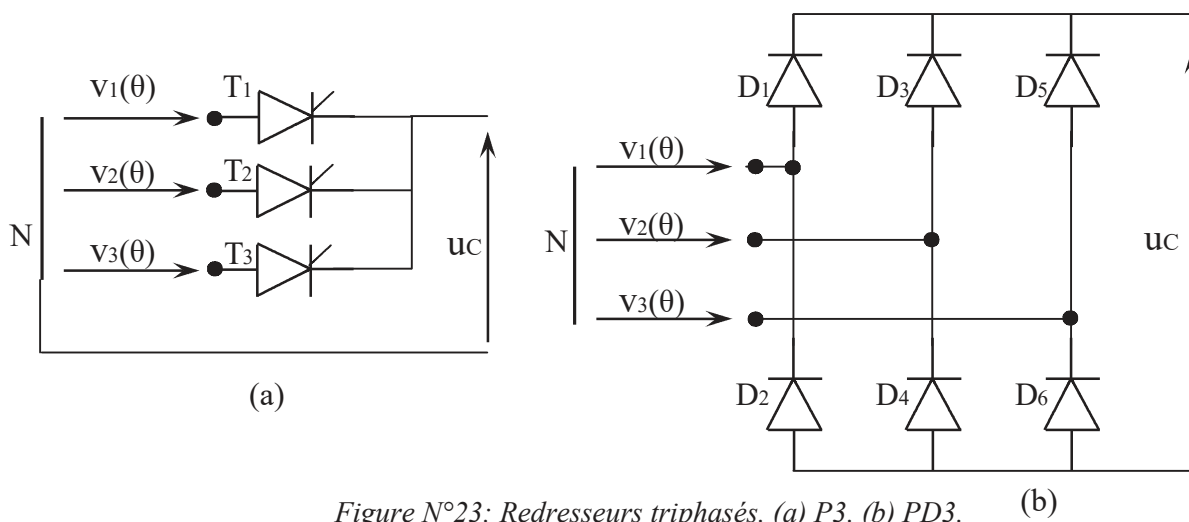 v1(θ) T1
v2(θ) T2
N
v3(θ) T3
uC
(a)
D1 D3 D5
v1(θ)
v2(θ)
N
uC
v3(θ)
D2 D4 D6
(b)
Figure N°23: Redresseurs triphasés. (a) P3. (b) PD3.